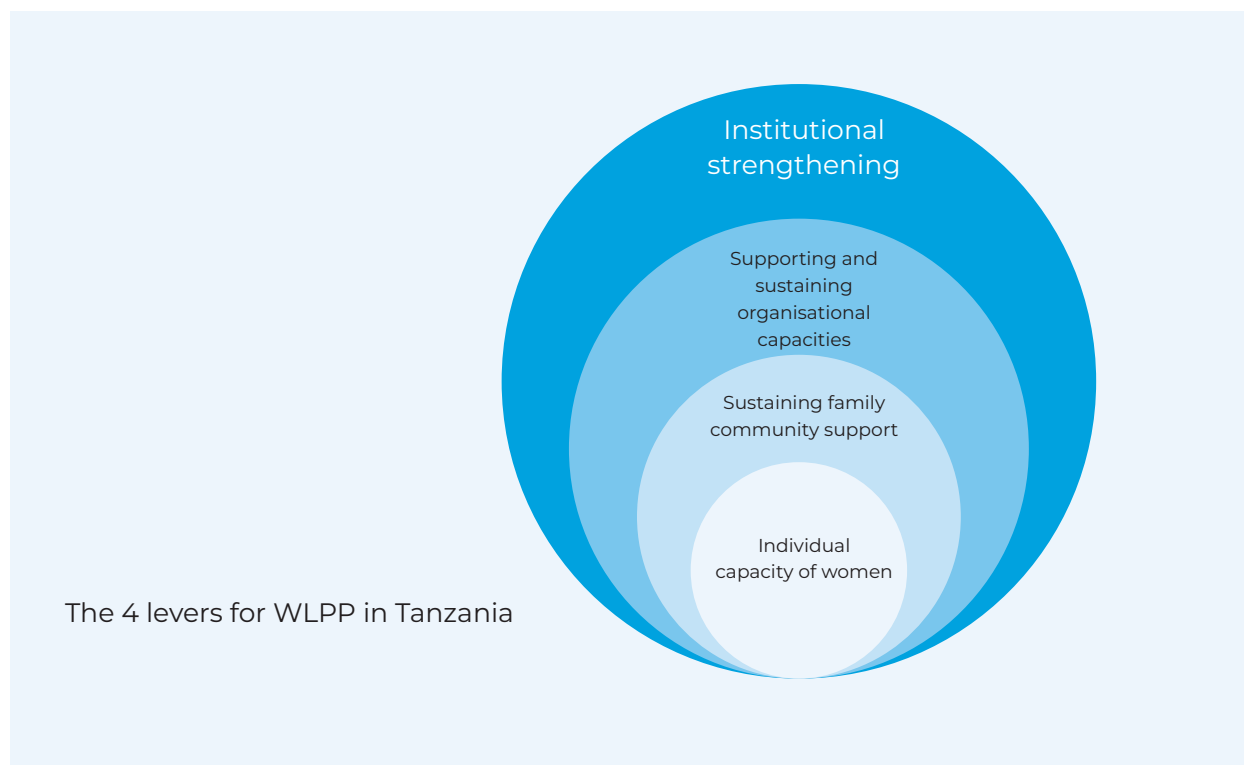 Institutional
strengthening
Supporting and
sustaining
organisational
capacities
Sustaining family
community support
Individual
capacity of women
The 4 levers for WLPP in Tanzania